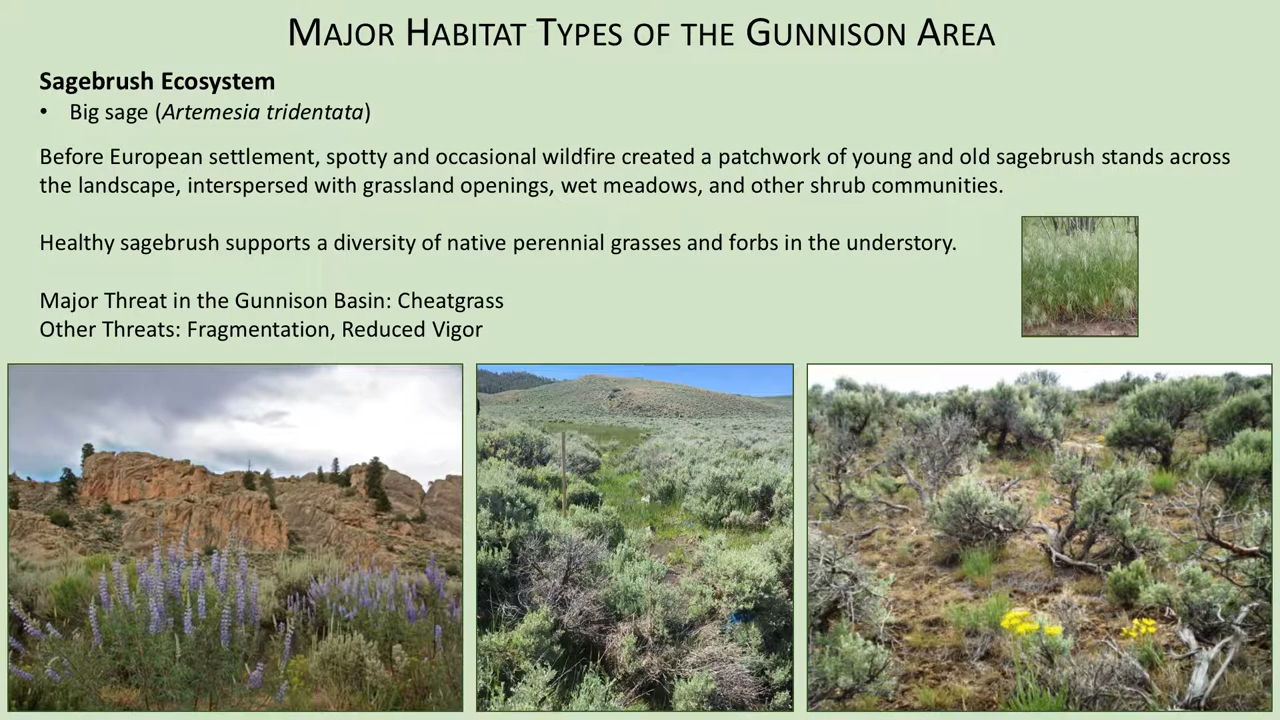 Major Habitat Types of the Gunnison Area
Sagebrush Ecosystem
• Big sage (Artemesia tridentata)
Before European settlement, spotty and occasional wildfire created a patchwork of young and old sagebrush stands across
the landscape, interspersed with grassland openings, wet meadows, and other shrub communities.
Healthy sagebrush supports a diversity of native perennial grasses and forbs in the understory.
Major Threat in the Gunnison Basin: Cheatgrass
Other Threats: Fragmentation, Reduced Vigor